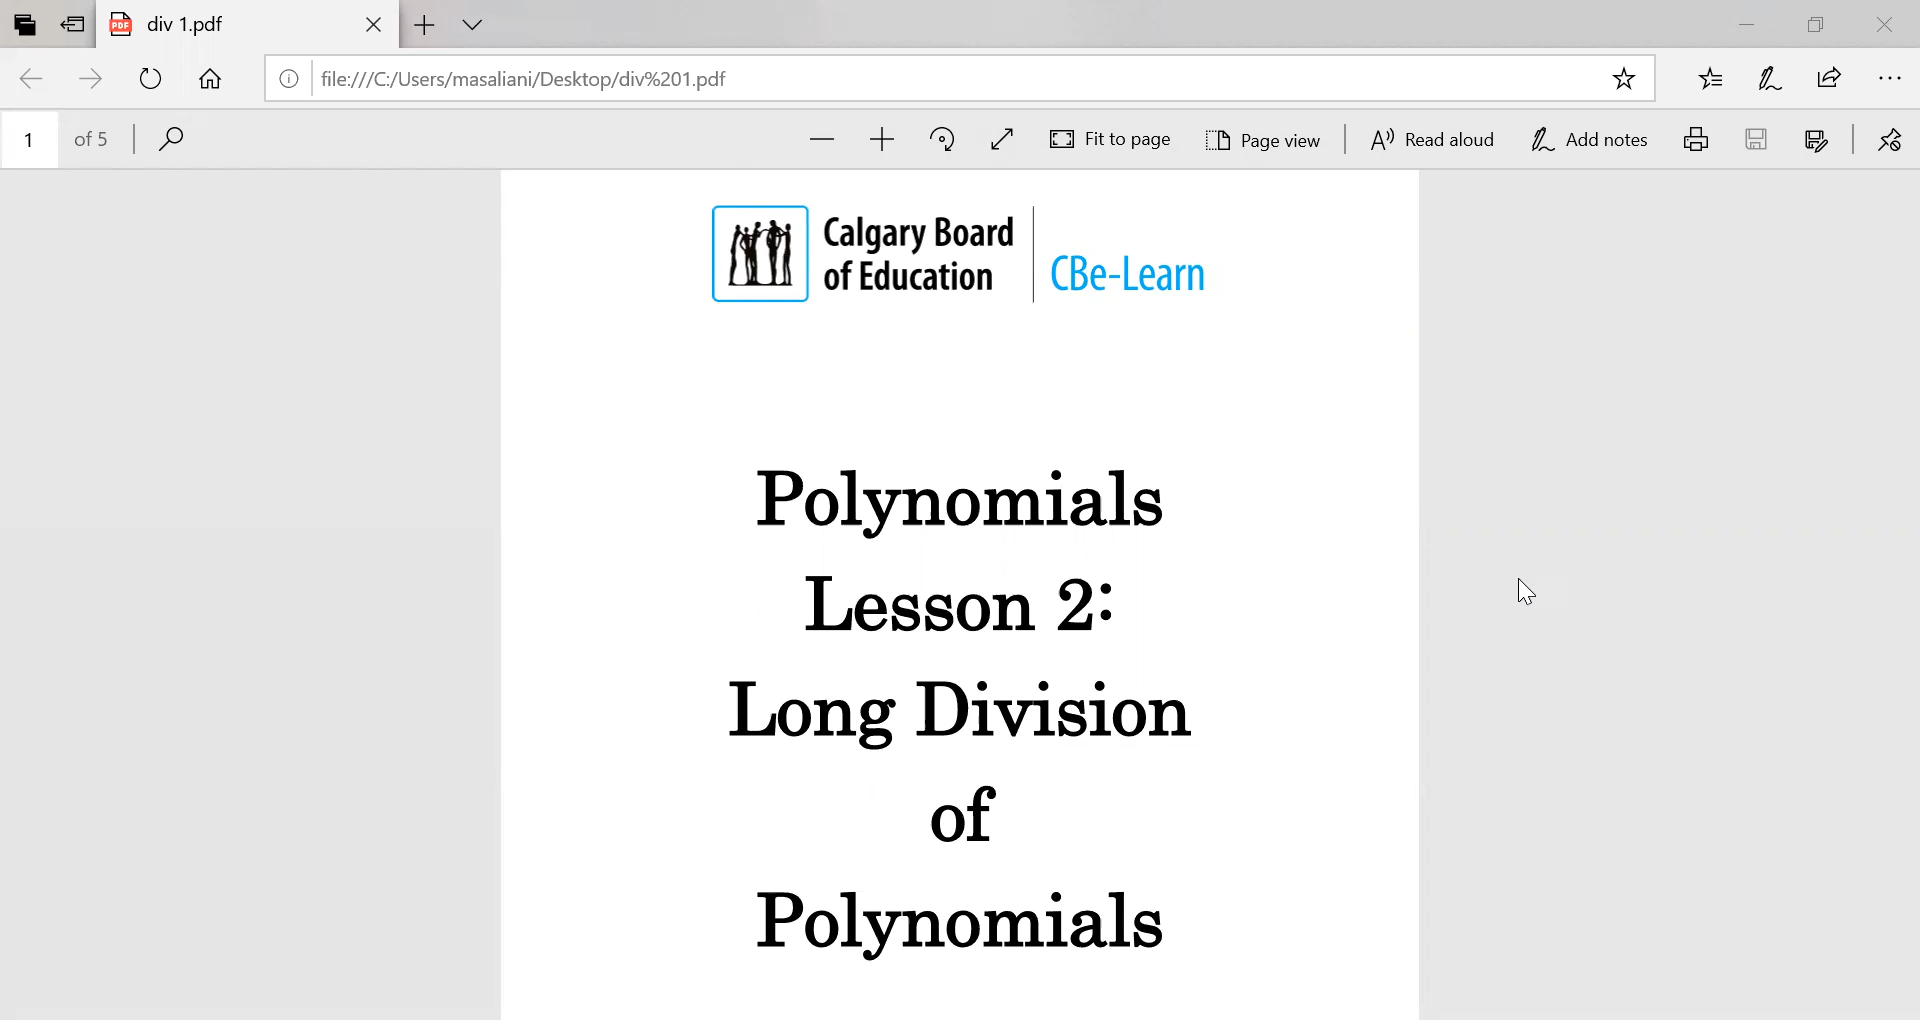 div 1.pdf
file:///C:/Users/masaliani/Desktop/div%201.pdf
1 of 5 Fit to page Page view Read aloud Add notes
PDF
Calgary Board
of Education
CBe-Learn
Polynomials
Lesson 2:
Long Division
of
Polynomials